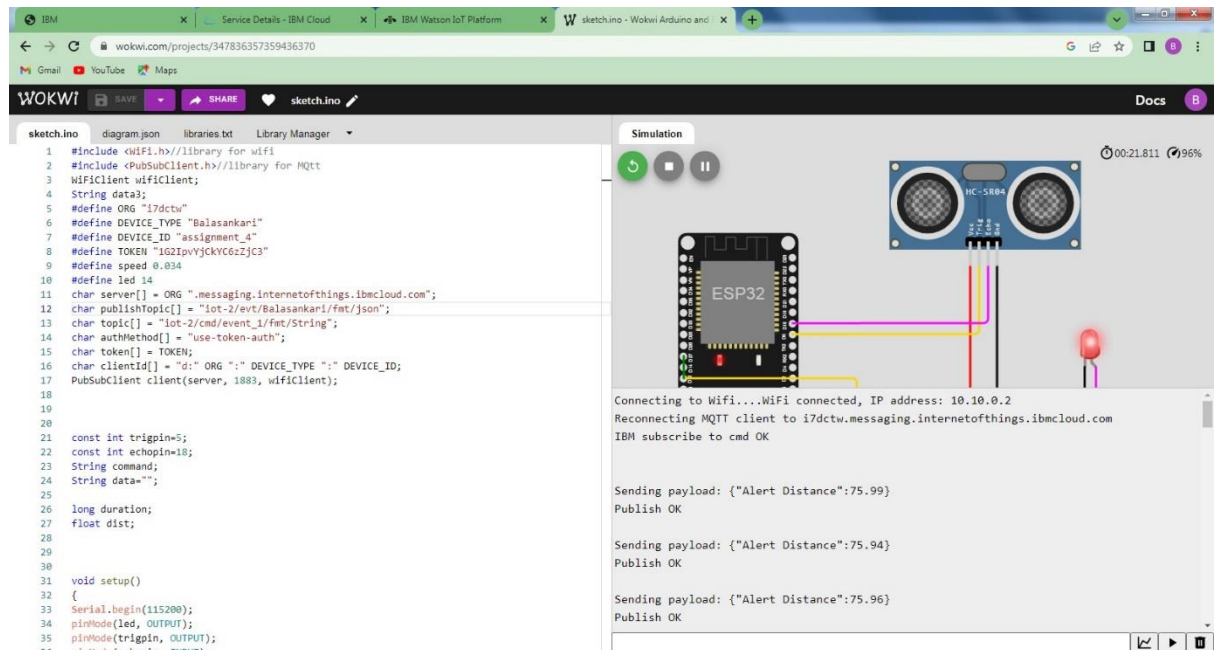 IBM
Service Details - IBM Cloud
IBM Watson IoT Platform
sketch.ino - Wokwi Arduino and
wokwi.com/projects/347836357359436370
Gmail YouTube Maps
WOKWI SAVE SHARE sketch.ino Docs B
sketch.ino diagram.json libraries.txt Library Manager
1 #include <WiFi.h>//library for wifi
2 #include <PubSubClient.h>//library for MQtt
3 WiFiClient wifiClient;
4 String data3;
5 #define ORG "i7dctw"
6 #define DEVICE_TYPE "Balasankari"
7 #define DEVICE_ID "assignment_4"
8 #define TOKEN "1G2IpvYjCkYC6zZjC3"
9 #define speed 0.034
10 #define led 14
11 char server[] = ORG ".messaging.internetofthings.ibmcloud.com";
12 char publishTopic[] = "iot-2/evt/Balasankari/fmt/json";
13 char topic[] = "iot-2/cmd/event_1/fmt/String";
14 char authMethod[] = "use-token-auth";
15 char token[] = TOKEN;
16 char clientId[] = "d:" ORG ":" DEVICE_TYPE ":" DEVICE_ID;
17 PubSubClient client(server, 1883, wifiClient);
18
19
20
21 const int trigpin=5;
22 const int echopin=18;
23 String command;
24 String data="";
25
26 long duration;
27 float dist;
28
29
30
31 void setup()
32 {
33 Serial.begin(115200);
34 pinMode(led, OUTPUT);
35 pinMode(trigpin, OUTPUT);
Simulation
00:21.811 96%
HC-SR04
Vcc Trig Echo Gnd
ESP32
Connecting to Wifi....WiFi connected, IP address: 10.10.0.2
Reconnecting MQTT client to i7dctw.messaging.internetofthings.ibmcloud.com
IBM subscribe to cmd OK
Sending payload: {"Alert Distance":75.99}
Publish OK
Sending payload: {"Alert Distance":75.94}
Publish OK
Sending payload: {"Alert Distance":75.96}
Publish OK